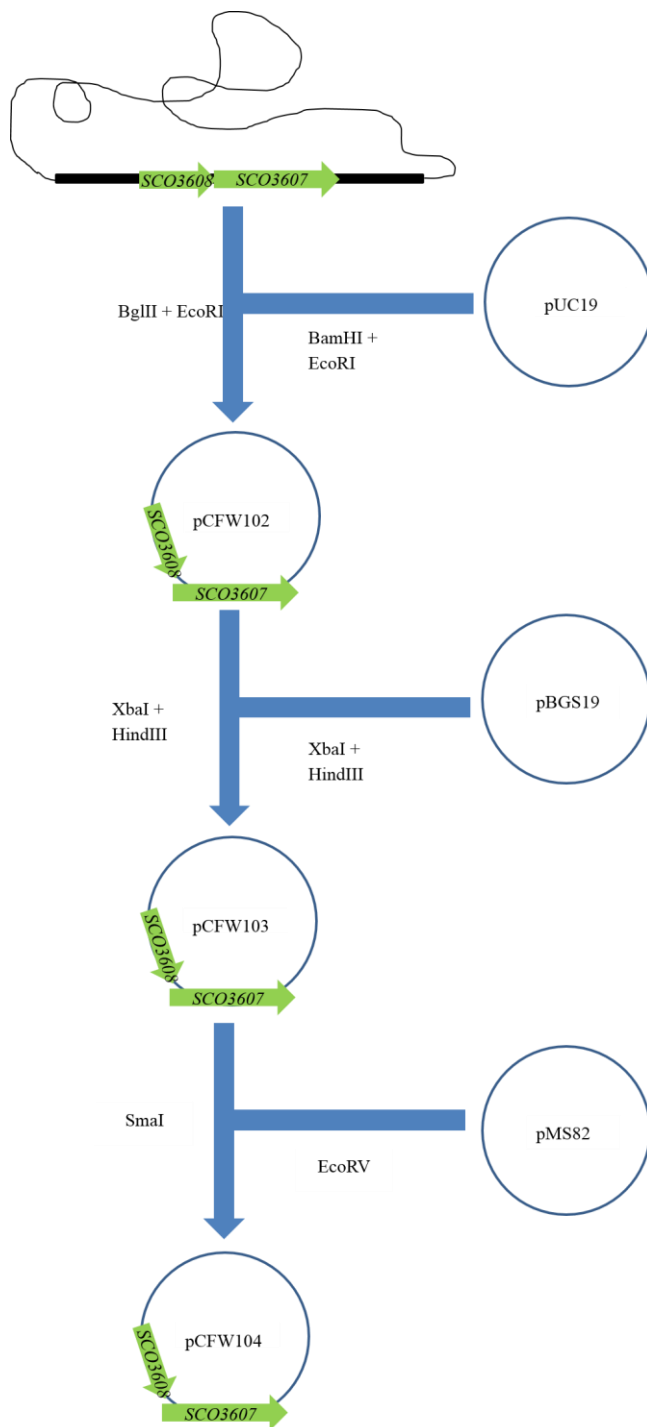 SCO3608 SCO3607
BglII + EcoRI
pUC19
BamHI +
EcoRI
pCFW102
SCO3608
SCO3607
XbaI +
HindIII
pBGS19
XbaI +
HindIII
pCFW103
SCO3608
SCO3607
SmaI
pMS82
EcoRV
pCFW104
SCO3608
SCO3607